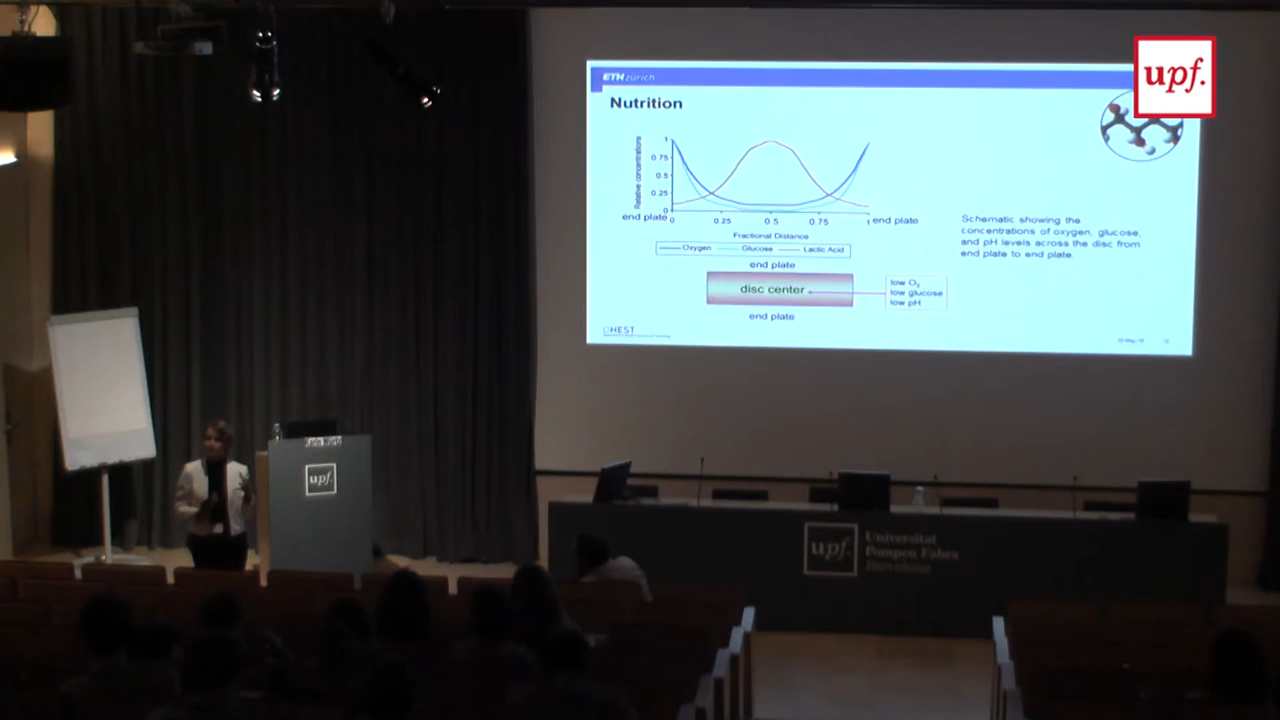 upf.
ETH zürich
Nutrition
Relative concentrations
1
0.75
0.5
0.25
0
end plate
0
0.25
0.5
0.75
1
end plate
Fractional Distance
Oxygen
Glucose
Lactic Acid
end plate
disc center
low O₂
low glucose
low pH
end plate
Schematic showing the
concentrations of oxygen, glucose,
and pH levels across the disc from
end plate to end plate.
HEST
upf.
upf.
Universitat
Pompeu Fabra
Barcelona